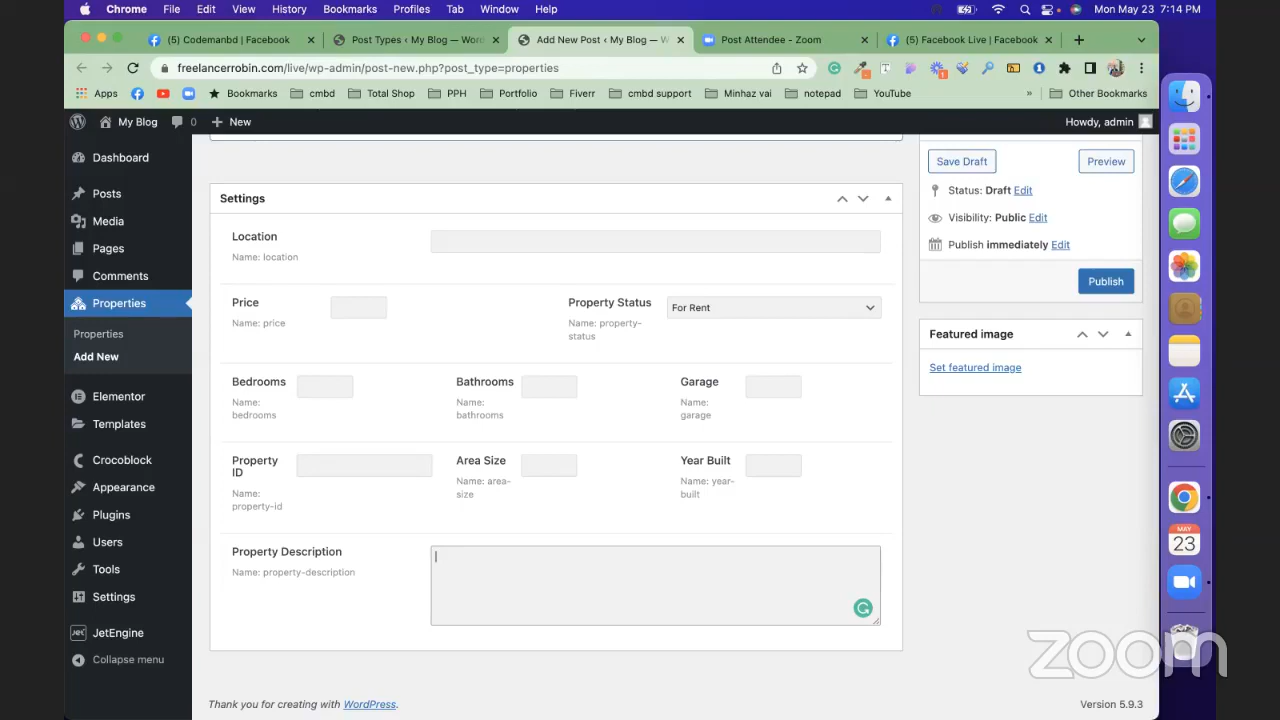 Chrome File Edit View History Bookmarks Profiles Tab Window Help Mon May 23 7:14 PM
(5) Codemanbd | Facebook Post Types ‹ My Blog — Wor Add New Post ‹ My Blog — W Post Attendee - Zoom (5) Facebook Live | Facebook
freelancerrobin.com/live/wp-admin/post-new.php?post_type=properties
Apps Bookmarks cmbd Total Shop PPH Portfolio Fiverr cmbd support Minhaz vai notepad YouTube » Other Bookmarks
My Blog 0 + New Howdy, admin
Dashboard
Posts
Media
Pages
Comments
Properties
Properties
Add New
Elementor
Templates
Crocoblock
Appearance
Plugins
Users
Tools
Settings
JetEngine
Collapse menu
Settings
Location
Name: location
Price
Name: price
Property Status
Name: property-
status
For Rent
Bedrooms
Name:
bedrooms
Bathrooms
Name:
bathrooms
Garage
Name:
garage
Property
ID
Name:
property-id
Area Size
Name: area-
size
Year Built
Name: year-
built
Property Description
Name: property-description
Save Draft Preview
Status: Draft Edit
Visibility: Public Edit
Publish immediately Edit
Publish
Featured image
Set featured image
Thank you for creating with WordPress.
Version 5.9.3
MAY
23
zoom